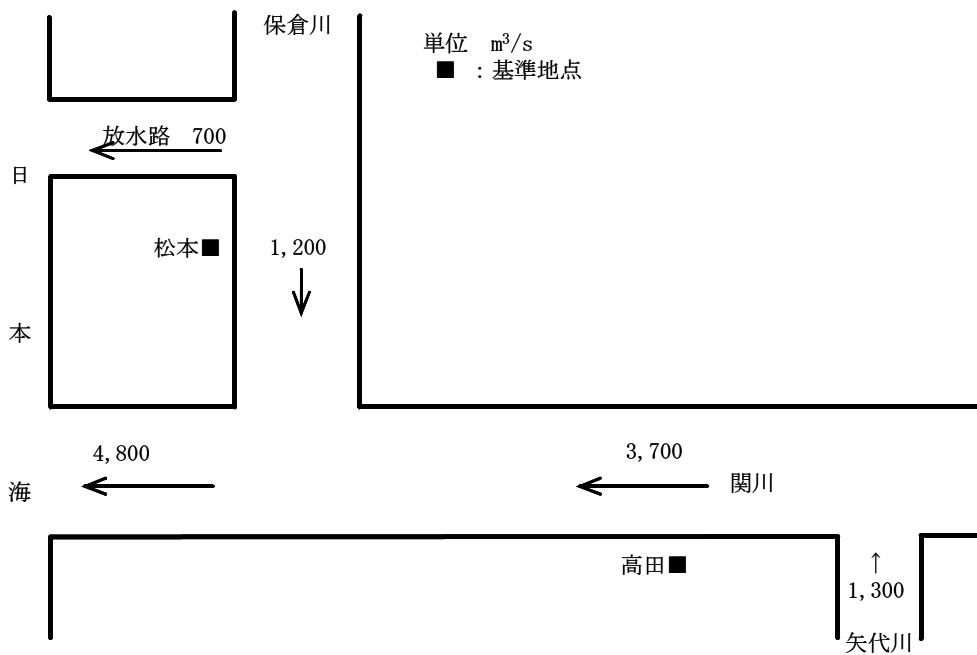 保倉川
単位 m³/s
■ : 基準地点
放水路 700
日
松本■
1,200
本
4,800
3,700
海
関川
高田■
↑
1,300
矢代川